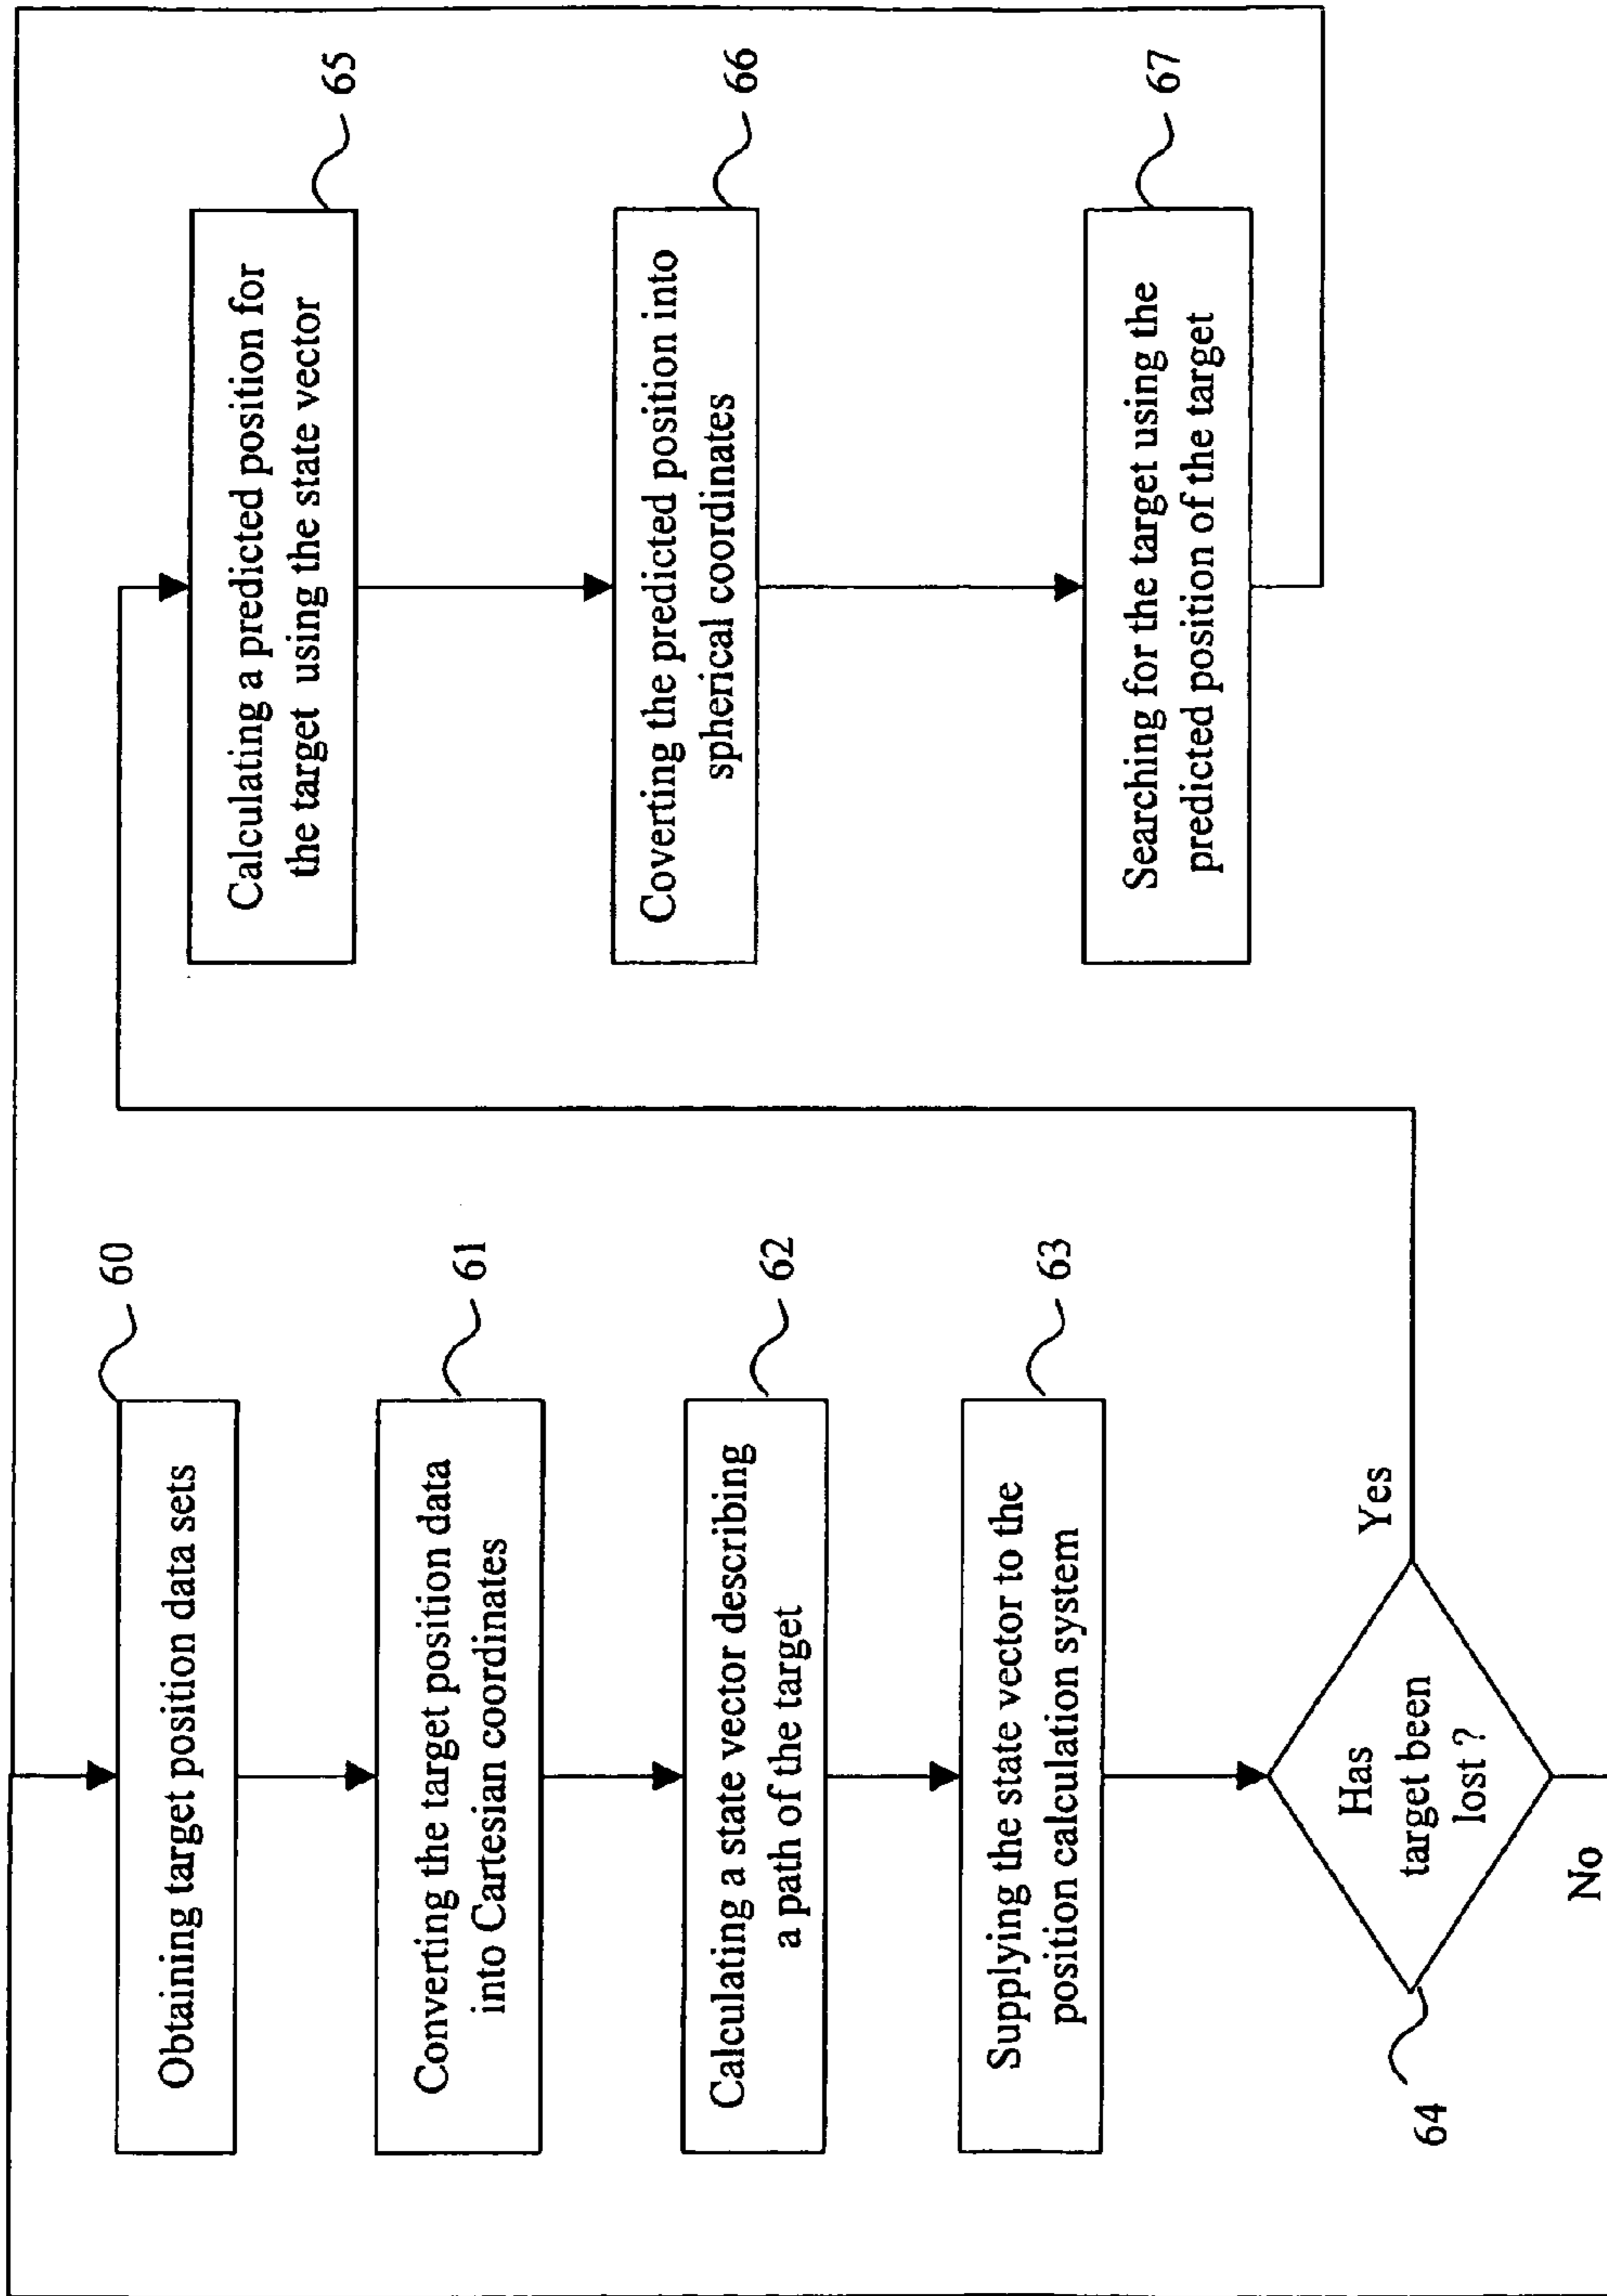 60
Obtaining target position data sets
61
Converting the target position data
into Cartesian coordinates
62
Calculating a state vector describing
a path of the target
63
Supplying the state vector to the
position calculation system
64
Has
target been
lost ?
Yes
No
65
Calculating a predicted position for
the target using the state vector
66
Coverting the predicted position into
spherical coordinates
67
Searching for the target using the
predicted position of the target